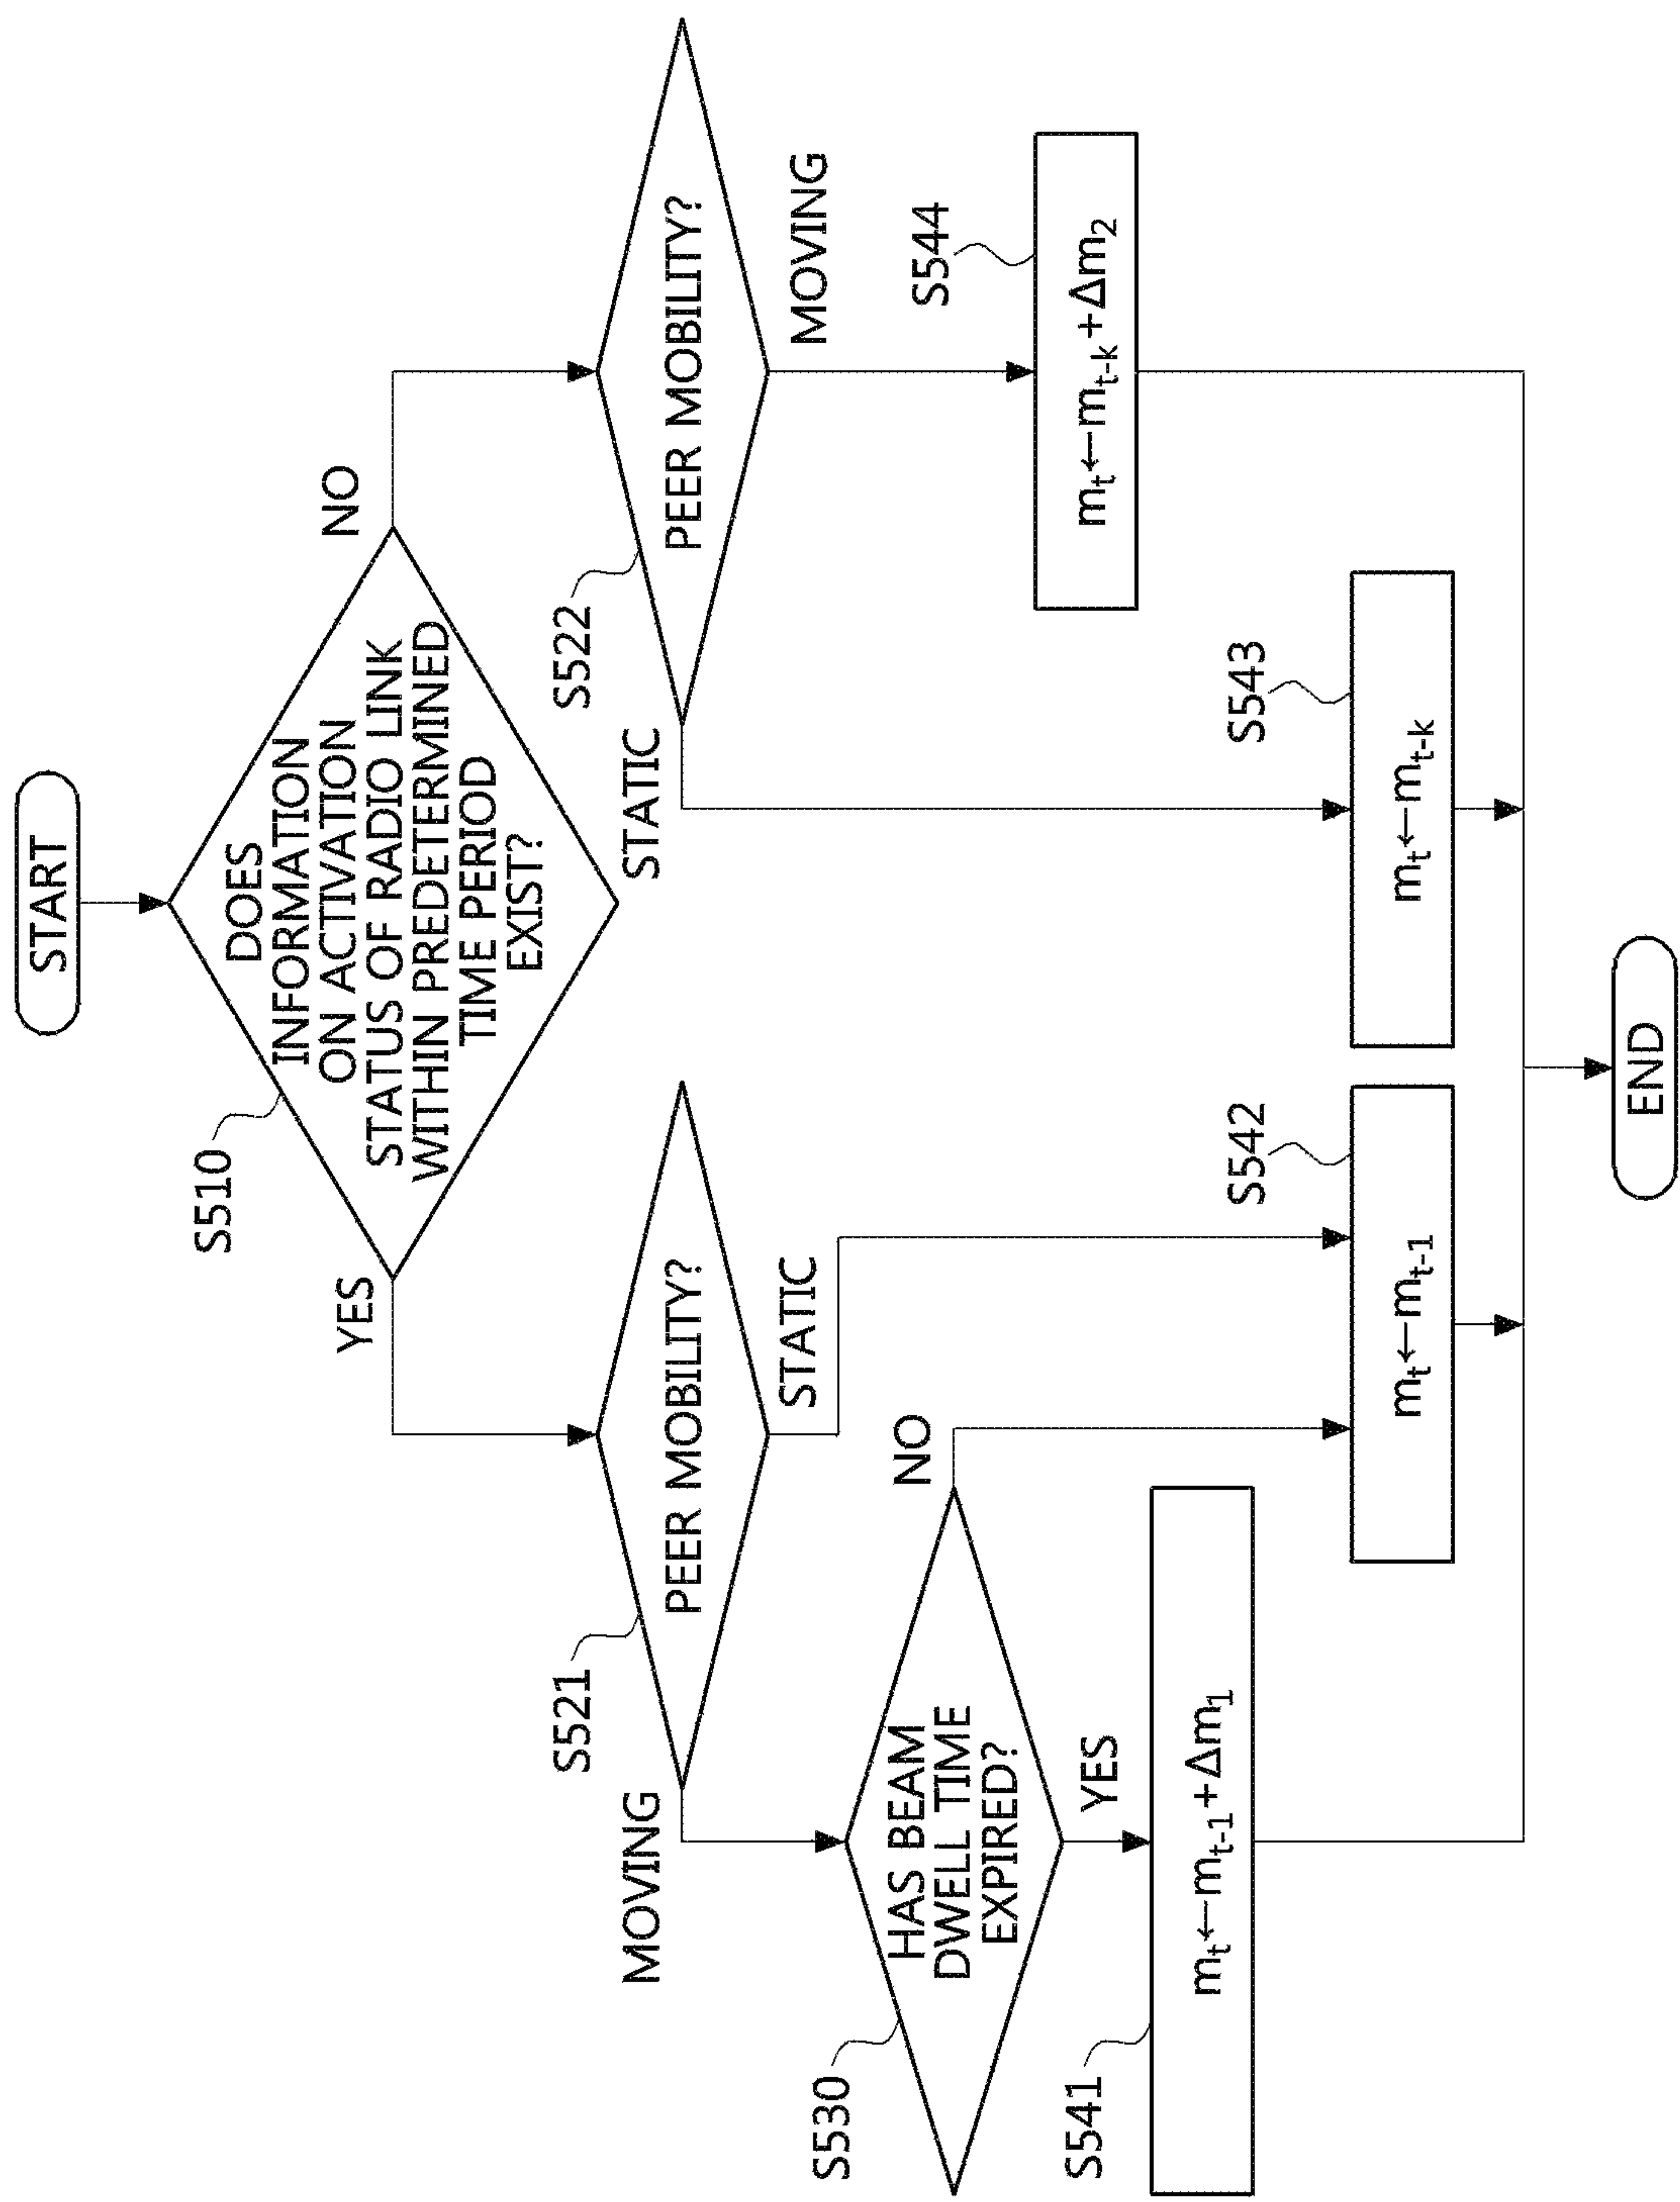 START
S510
DOES
INFORMATION
ON ACTIVATION
STATUS OF RADIO LINK
WITHIN PREDETERMINED
TIME PERIOD
EXIST?
YES
NO
S521
PEER MOBILITY?
S522
PEER MOBILITY?
MOVING
STATIC
STATIC
MOVING
S530
HAS BEAM
DWELL TIME
EXPIRED?
NO
YES
S544
mₜ←mₜ₋ₖ+Δm₂
S541
mₜ←mₜ₋₁+Δm₁
S542
mₜ←mₜ₋₁
S543
mₜ←mₜ₋ₖ
END